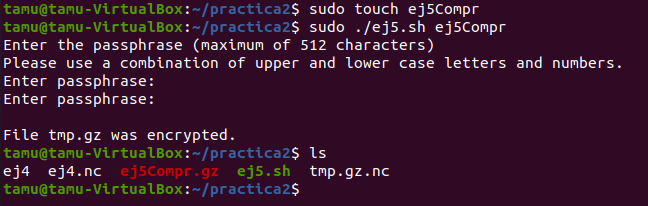 tamu@tamu-VirtualBox:~/practica2$ sudo touch ej5Compr
tamu@tamu-VirtualBox:~/practica2$ sudo ./ej5.sh ej5Compr
Enter the passphrase (maximum of 512 characters)
Please use a combination of upper and lower case letters and numbers.
Enter passphrase:
Enter passphrase:
File tmp.gz was encrypted.
tamu@tamu-VirtualBox:~/practica2$ ls
ej4  ej4.nc  ej5Compr.gz  ej5.sh  tmp.gz.nc
tamu@tamu-VirtualBox:~/practica2$